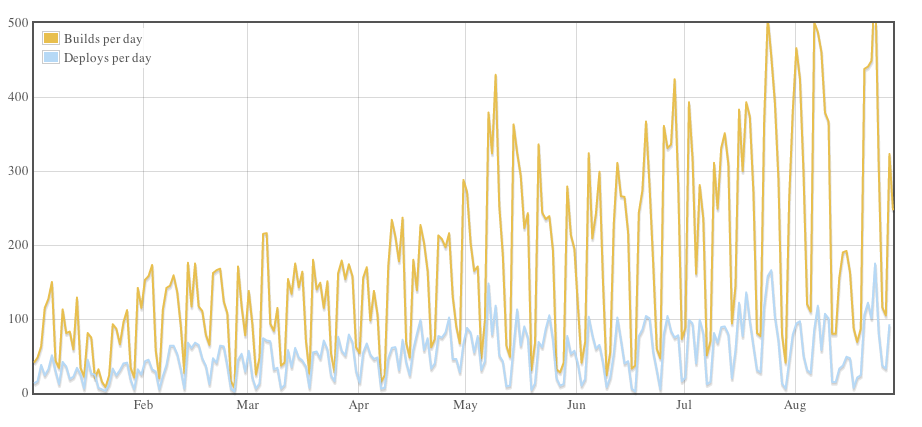 500
400
300
200
100
0
Builds per day
Deploys per day
Feb Mar Apr May Jun Jul Aug